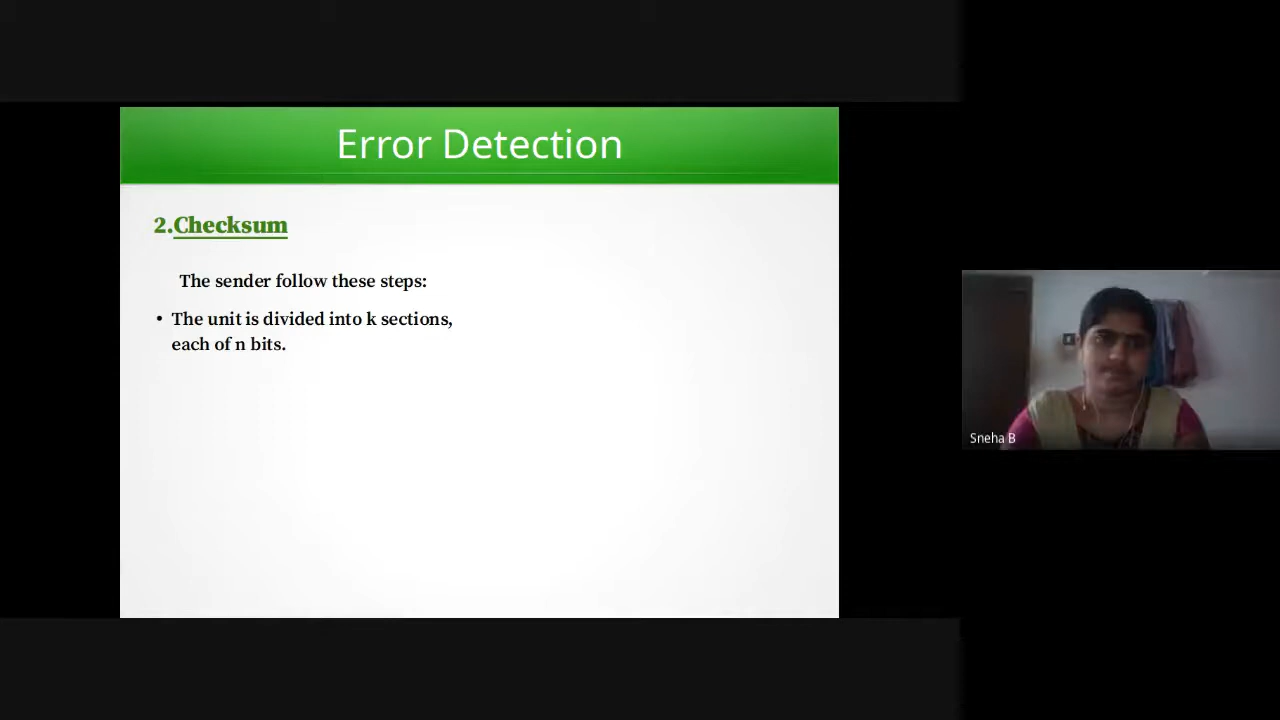 Error Detection
2.Checksum
The sender follow these steps:
• The unit is divided into k sections,
each of n bits.
Sneha B